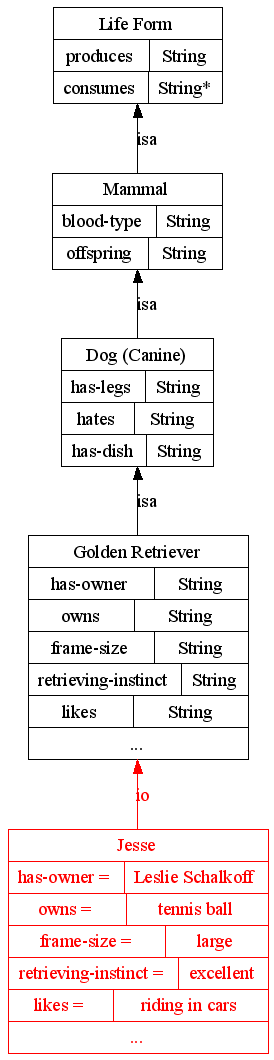 Life Form
produces String
consumes String*
isa
Mammal
blood-type String
offspring String
isa
Dog (Canine)
has-legs String
hates String
has-dish String
isa
Golden Retriever
has-owner String
owns String
frame-size String
retrieving-instinct String
likes String
...
io
Jesse
has-owner = Leslie Schalkoff
owns = tennis ball
frame-size = large
retrieving-instinct = excellent
likes = riding in cars
...